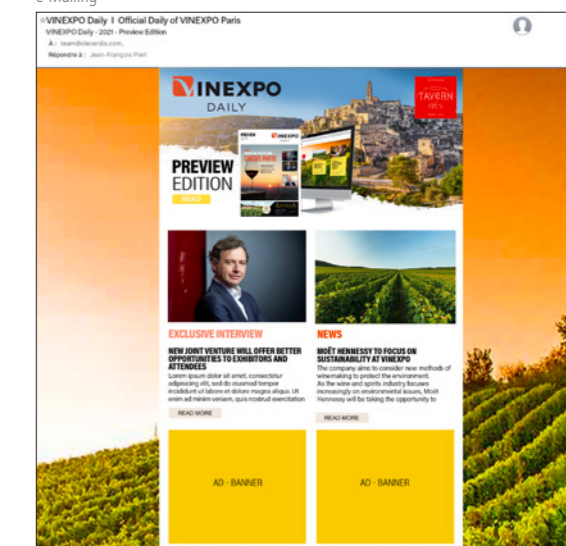 e-Mailing
VINEXPO Daily I Official Daily of VINEXPO Paris
VINEXPO Daily - 2021 - Preview Edition
À : team@cleverdis.com,
Répondre à : Jean-François Pieri
VINEXPO
DAILY
TAVERN
PREVIEW
EDITION
READ
PREVIEW
VINEXPO
EXCLUSIVE INTERVIEW
NEW JOINT VENTURE WILL OFFER BETTER
OPPORTUNITIES TO EXHIBITORS AND
ATTENDEES
Lorem ipsum dolor sit amet, consectetur
adipiscing elit, sed do eiusmod tempor
incididunt ut labore et dolore magna aliqua. Ut
enim ad minim veniam, quis nostrud exercitation
READ MORE
NEWS
MOËT HENNESSY TO FOCUS ON
SUSTAINABILITY AT VINEXPO
The company aims to consider new methods of
winemaking to protect the environment.
As the wine and spirits industry focuses
increasingly on environmental issues, Moët
Hennessy will be taking the opportunity to
READ MORE
AD - BANNER
AD - BANNER